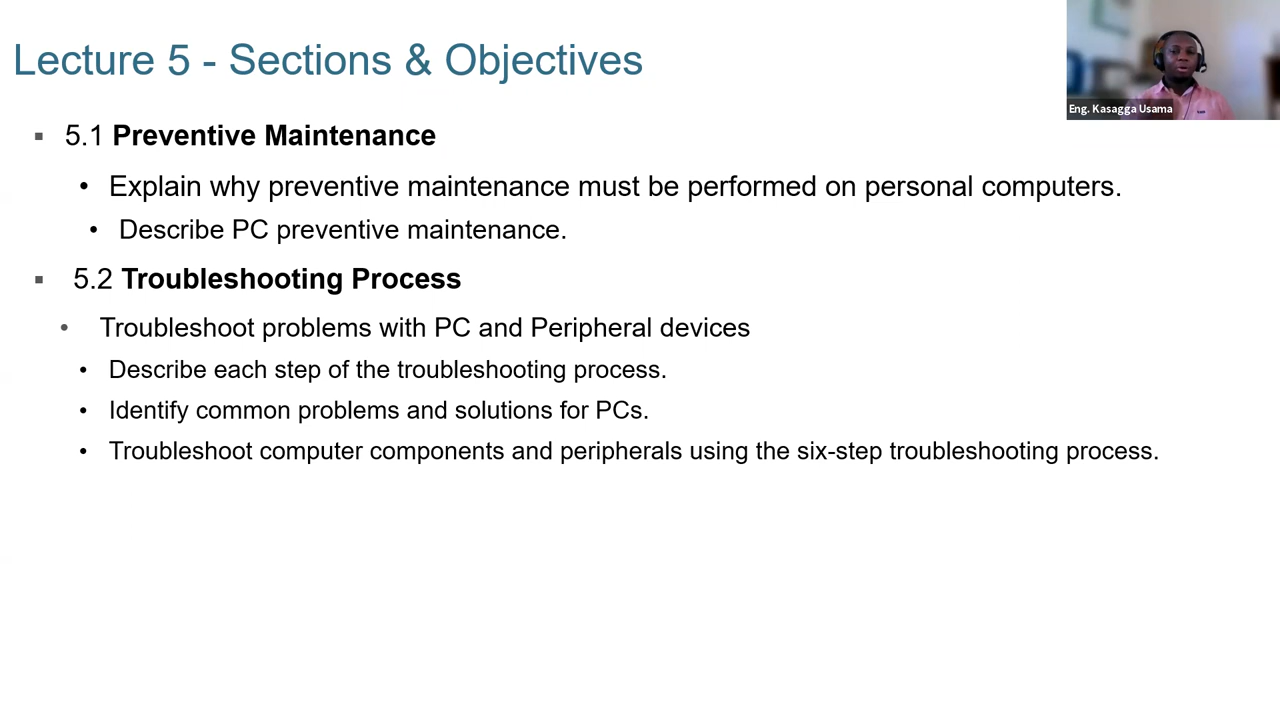 Lecture 5 - Sections & Objectives
Eng. Kasagga Usama
▪ 5.1 Preventive Maintenance
• Explain why preventive maintenance must be performed on personal computers.
• Describe PC preventive maintenance.
▪ 5.2 Troubleshooting Process
• Troubleshoot problems with PC and Peripheral devices
• Describe each step of the troubleshooting process.
• Identify common problems and solutions for PCs.
• Troubleshoot computer components and peripherals using the six-step troubleshooting process.